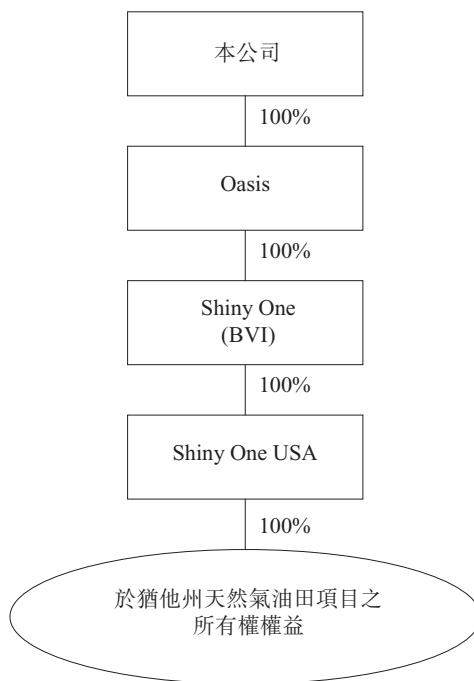 本公司
100%
Oasis
100%
Shiny One
(BVI)
100%
Shiny One USA
100%
於猶他州天然氣油田項目之
所有權權益